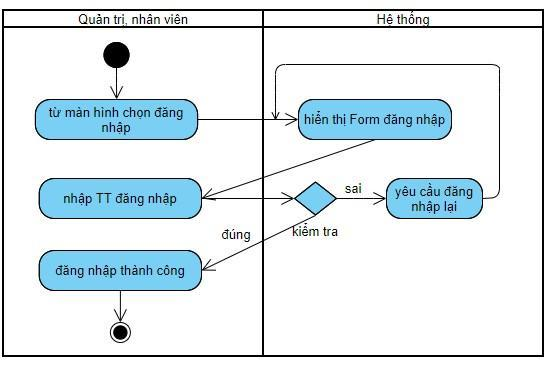 Quản trị, nhân viên
Hệ thống
từ màn hình chọn đăng
nhập
hiển thị Form đăng nhập
nhập TT đăng nhập
sai
yêu cầu đăng
nhập lại
kiểm tra
đúng
đăng nhập thành công